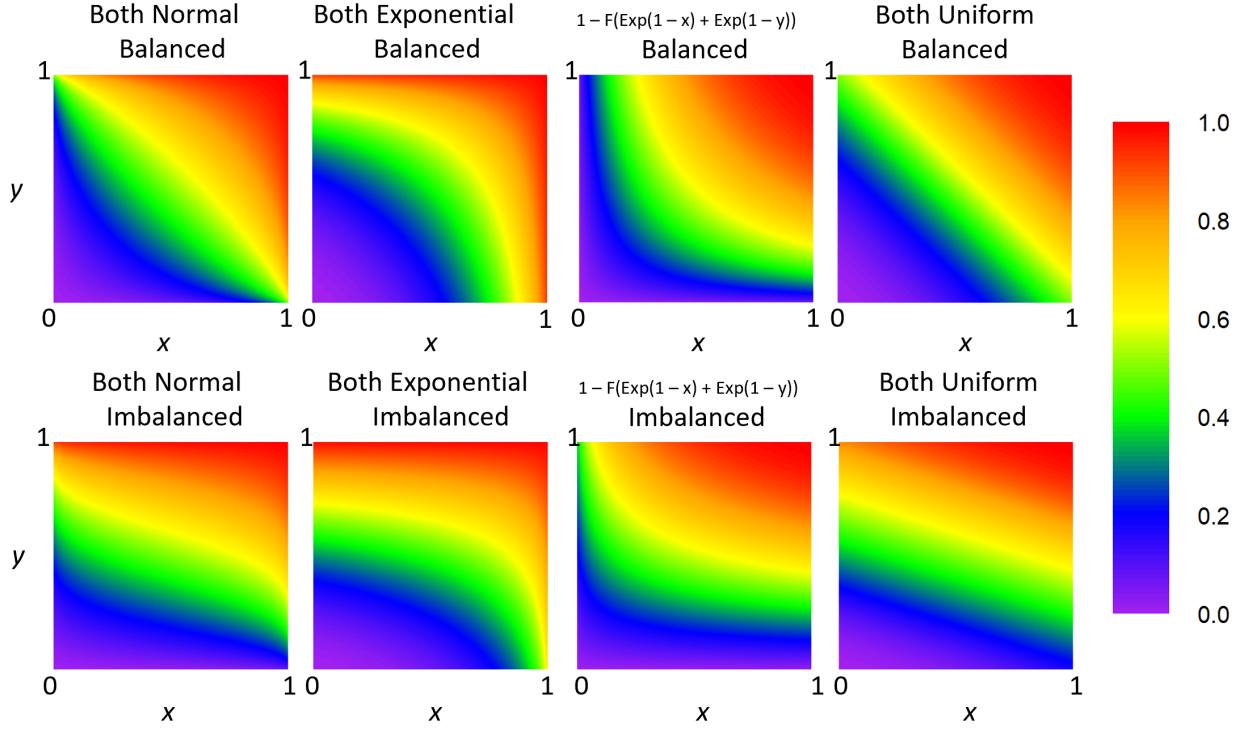 Both Normal
Balanced
Both Exponential
Balanced
1 – F(Exp(1 – x) + Exp(1 – y))
Balanced
Both Uniform
Balanced
1
1
1
1
y
0
1
0
1
0
1
0
1
x
x
x
x
Both Normal
Imbalanced
Both Exponential
Imbalanced
1 – F(Exp(1 – x) + Exp(1 – y))
Imbalanced
Both Uniform
Imbalanced
1
1
1
1
y
0
1
0
1
0
1
0
1
x
x
x
x
1.0
0.8
0.6
0.4
0.2
0.0